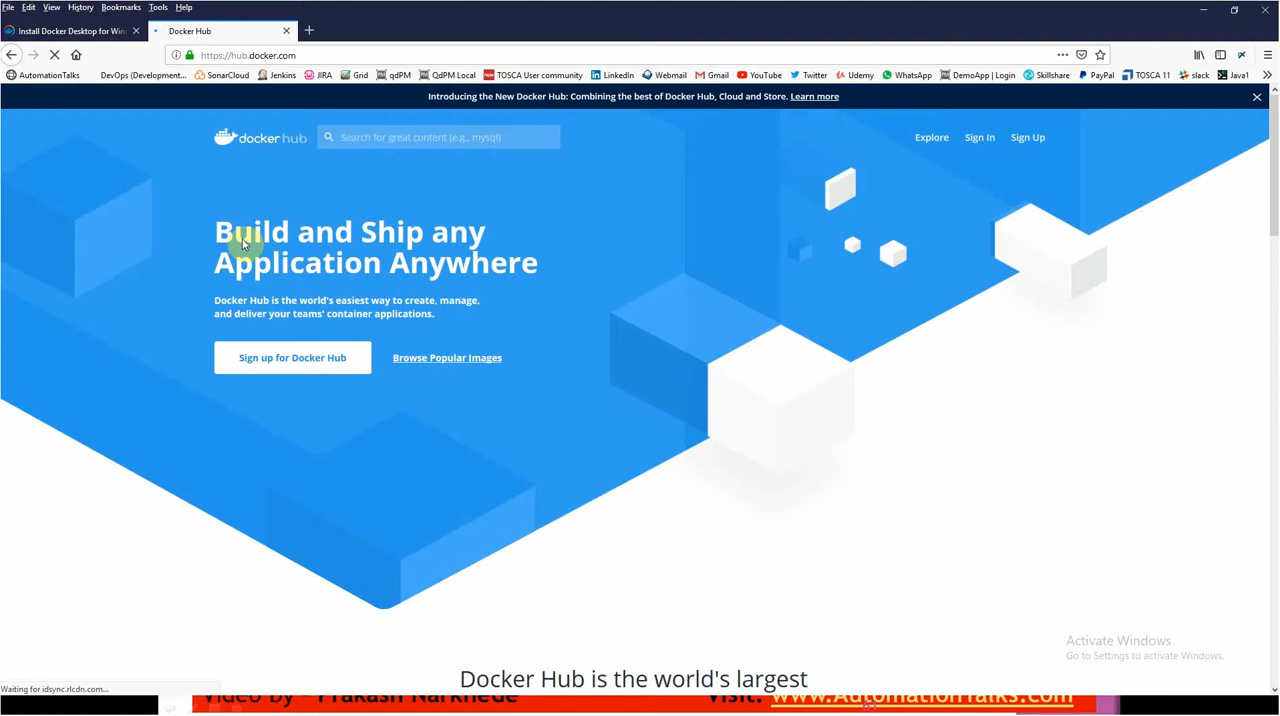 File Edit View History Bookmarks Tools Help
Install Docker Desktop for Win
Docker Hub
https://hub.docker.com
AutomationTalks DevOps (Development... SonarCloud Jenkins JIRA Grid qdPM QdPM Local TOSCA User community LinkedIn Webmail Gmail YouTube Twitter Udemy WhatsApp DemoApp | Login Skillshare PayPal TOSCA 11 slack Java1
Introducing the New Docker Hub: Combining the best of Docker Hub, Cloud and Store. Learn more
docker hub Search for great content (e.g., mysql) Explore Sign In Sign Up
Build and Ship any
Application Anywhere
Docker Hub is the world's easiest way to create, manage,
and deliver your teams' container applications.
Sign up for Docker Hub Browse Popular Images
Activate Windows
Go to Settings to activate Windows.
Docker Hub is the world's largest
Waiting for idsync.rlcdn.com...
Video by - Prakash Narkhede Visit: www.AutomationTalks.com